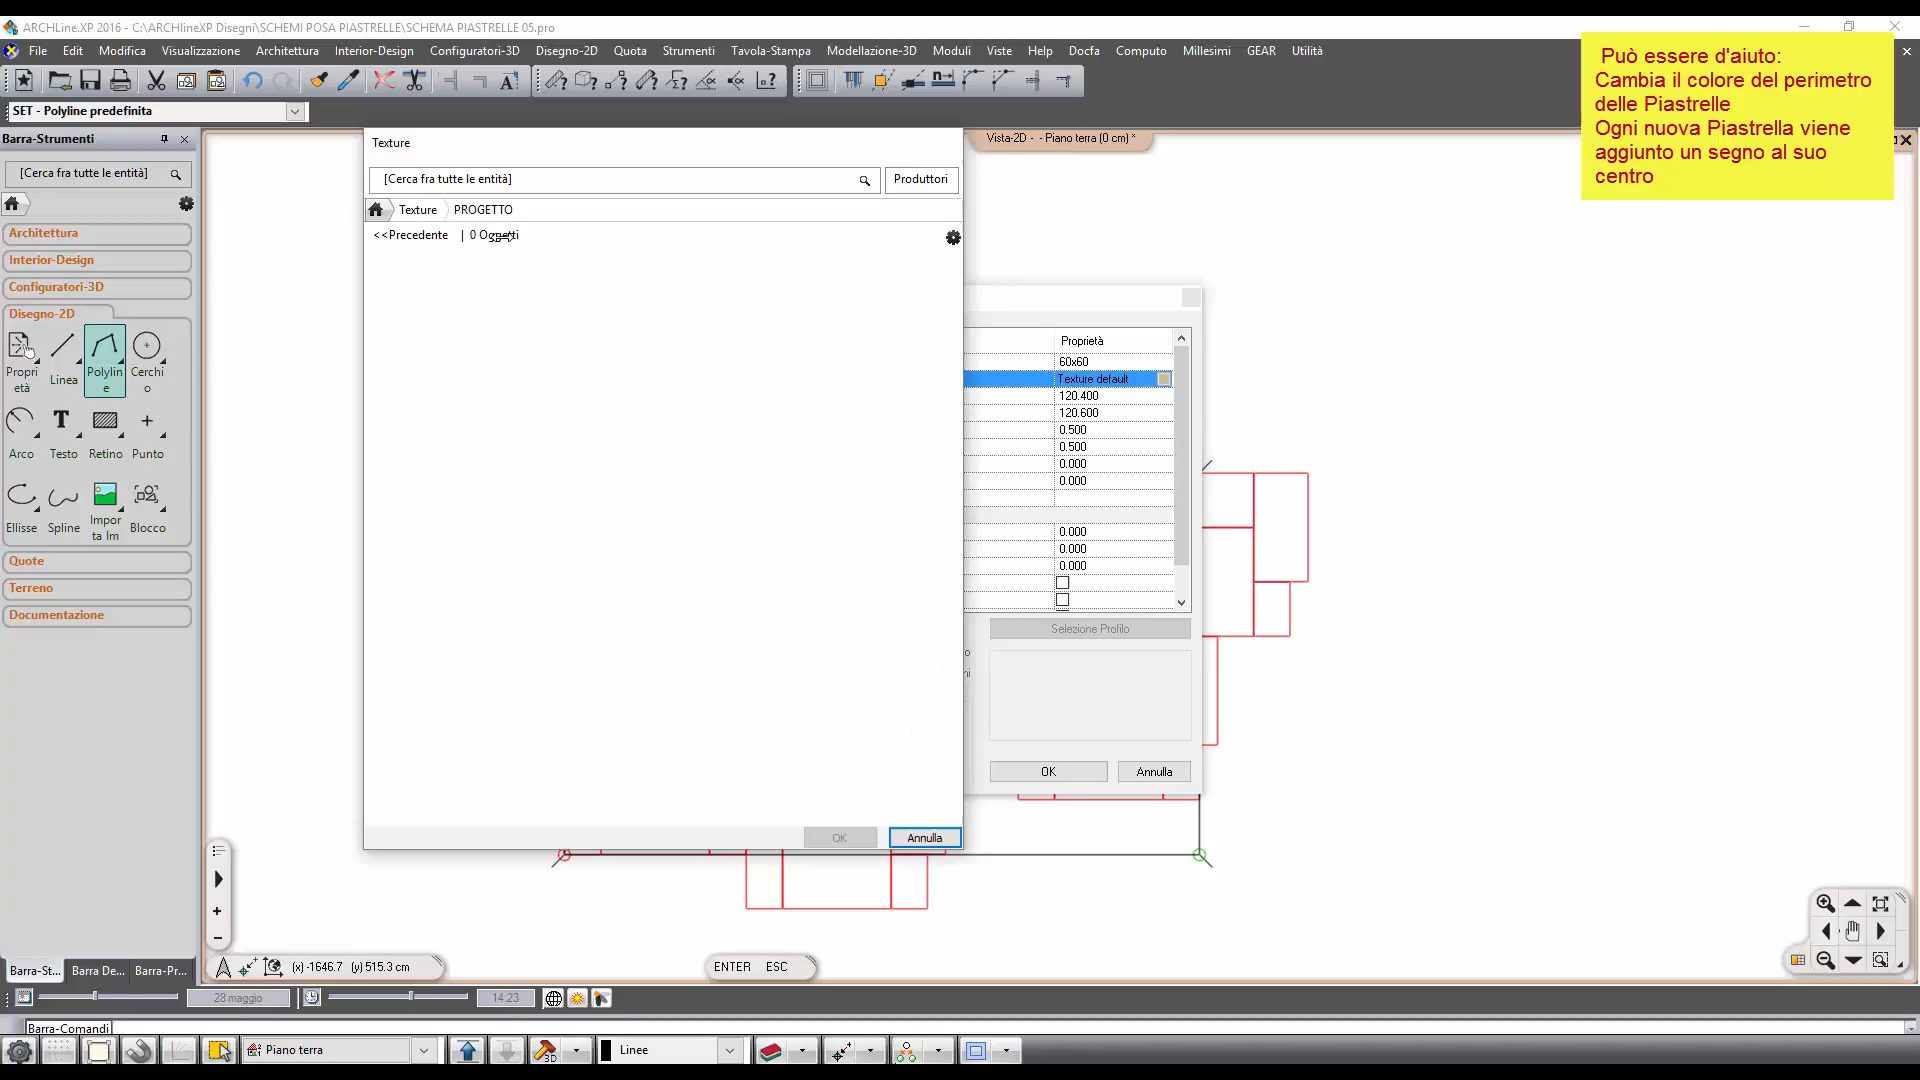 ARCHLine.XP 2016 - C:\ARCHlineXP Disegni\SCHEMI POSA PIASTRELLE\SCHEMA PIASTRELLE 05.pro
File Edit Modifica Visualizzazione Architettura Interior-Design Configuratori-3D Disegno-2D Quota Strumenti Tavola-Stampa Modellazione-3D Moduli Viste Help Docfa Computo Millesimi GEAR Utilità
SET - Polyline predefinita
Può essere d'aiuto:
Cambia il colore del perimetro
delle Piastrelle
Ogni nuova Piastrella viene
aggiunto un segno al suo
centro
Barra-Strumenti
[Cerca fra tutte le entità]
Architettura
Interior-Design
Configuratori-3D
Disegno-2D
Propri
età
Linea
Polylin
e
Cerchi
o
Arco
Testo
Retino
Punto
Ellisse
Spline
Impor
ta Im
Blocco
Quote
Terreno
Documentazione
Barra-St...
Barra De...
Barra-Pr...
Vista-2D - - Piano terra (0 cm) *
Texture
[Cerca fra tutte le entità]
Produttori
Texture
PROGETTO
<<Precedente | 0 Oggetti
OK
Annulla
Proprietà
60x60
Texture default
120.400
120.600
0.500
0.500
0.000
0.000
0.000
0.000
0.000
Selezione Profilo
OK
Annulla
(x) -1646.7 (y) 515.3 cm
ENTER ESC
28 maggio
14:23
Barra-Comandi
Piano terra
3D
Linee